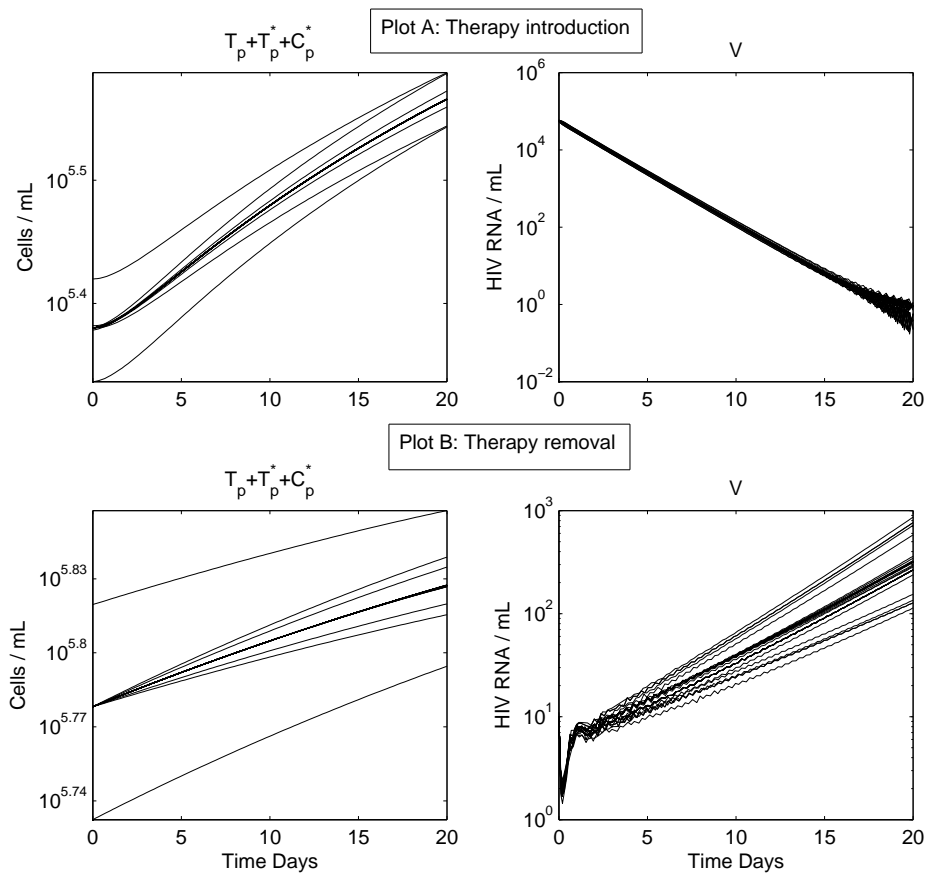 Plot A: Therapy introduction
T_p+T_p^*+C_p^*
V
Cells / mL
10^5.5
10^5.4
0 5 10 15 20
HIV RNA / mL
10^6
10^4
10^2
10^0
10^−2
0 5 10 15 20
Plot B: Therapy removal
T_p+T_p^*+C_p^*
V
Cells / mL
10^5.83
10^5.8
10^5.77
10^5.74
0 5 10 15 20
Time Days
HIV RNA / mL
10^3
10^2
10^1
10^0
0 5 10 15 20
Time Days